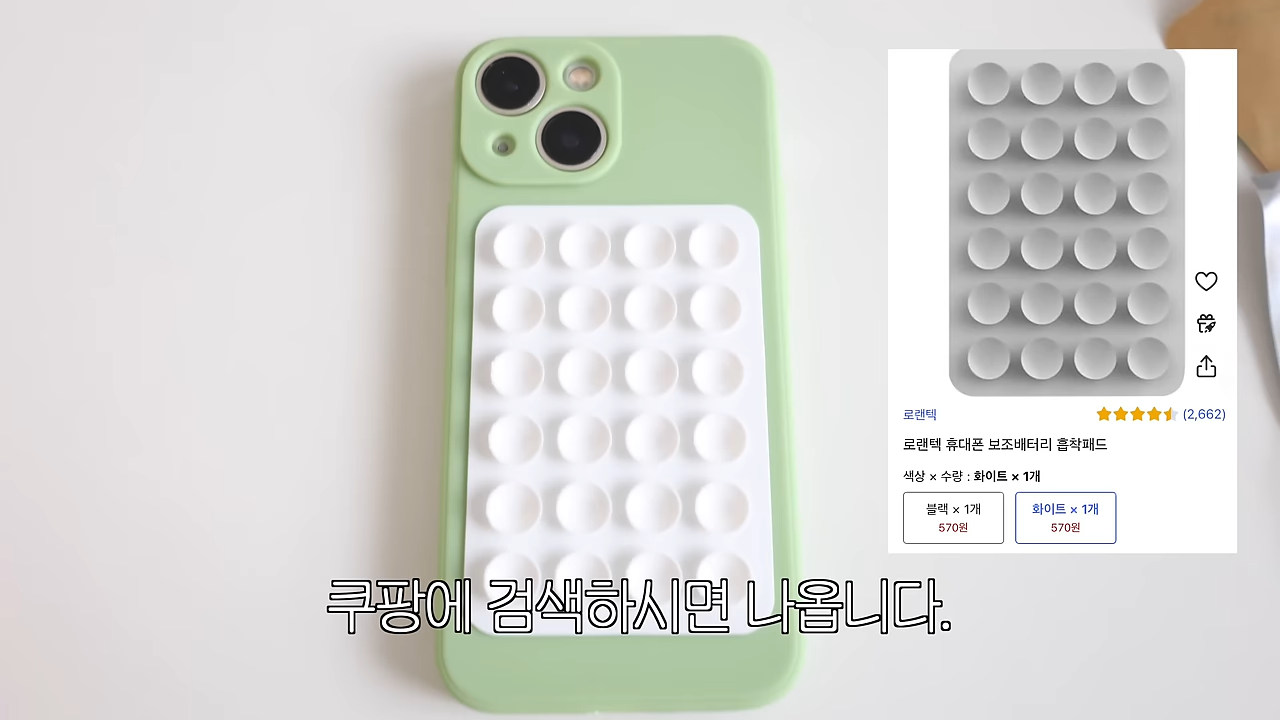 로랜텍
(2,662)
로랜텍 휴대폰 보조배터리 흡착패드
색상 × 수량 : 화이트 × 1개
블랙 × 1개
570원
화이트 × 1개
570원
쿠팡에 검색하시면 나옵니다.